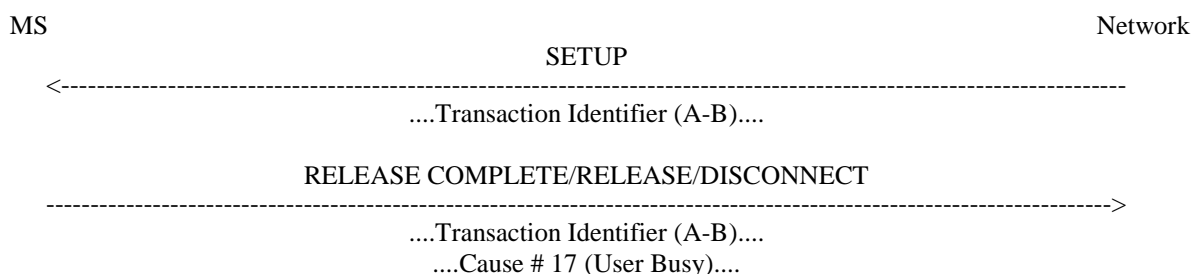 MS Network
SETUP
<------------------------------------------------------------------------------------------------------------------------
....Transaction Identifier (A-B)....
RELEASE COMPLETE/RELEASE/DISCONNECT
------------------------------------------------------------------------------------------------------------------------>
....Transaction Identifier (A-B)....
....Cause # 17 (User Busy)....